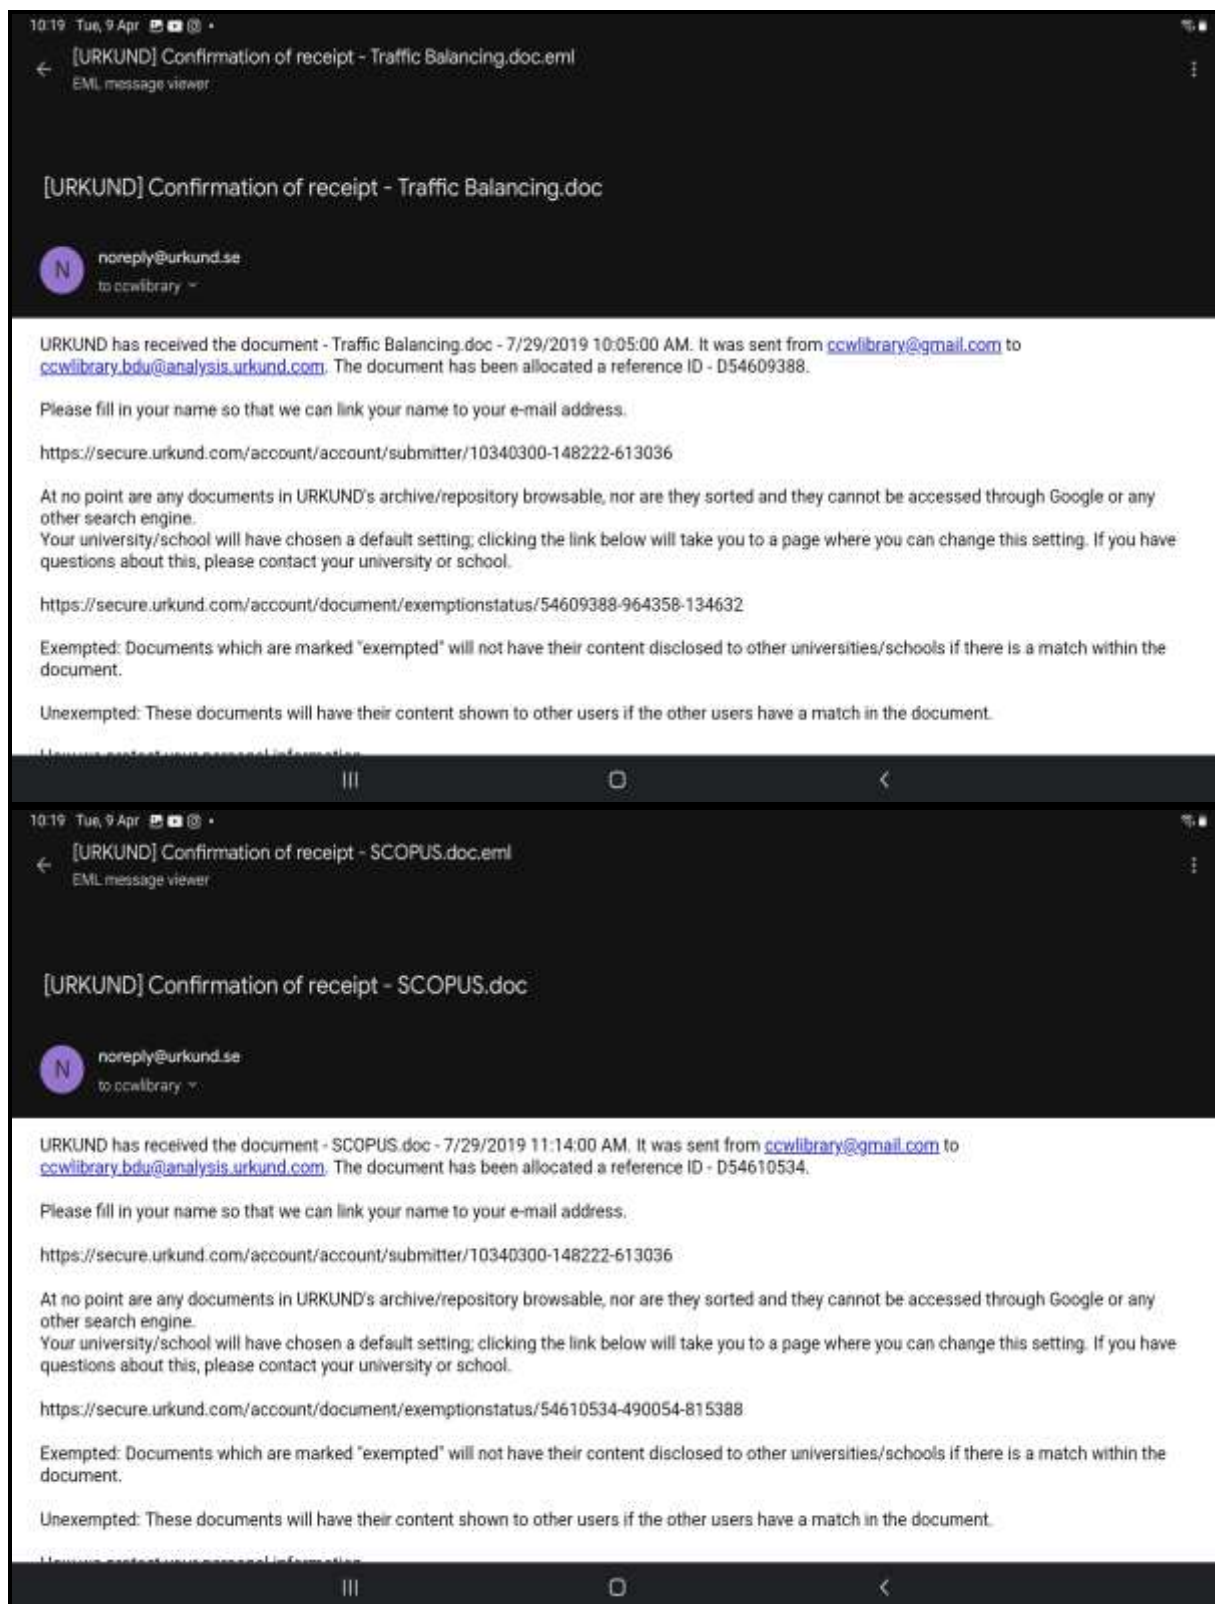 10:19 Tue, 9 Apr
[URKUND] Confirmation of receipt - Traffic Balancing.doc.eml
EML message viewer
[URKUND] Confirmation of receipt - Traffic Balancing.doc
N
noreply@urkund.se
to ccwlibrary
URKUND has received the document - Traffic Balancing.doc - 7/29/2019 10:05:00 AM. It was sent from ccwlibrary@gmail.com to
ccwlibrary.bdu@analysis.urkund.com. The document has been allocated a reference ID - D54609388.
Please fill in your name so that we can link your name to your e-mail address.
https://secure.urkund.com/account/account/submitter/10340300-148222-613036
At no point are any documents in URKUND's archive/repository browsable, nor are they sorted and they cannot be accessed through Google or any
other search engine.
Your university/school will have chosen a default setting; clicking the link below will take you to a page where you can change this setting. If you have
questions about this, please contact your university or school.
https://secure.urkund.com/account/document/exemptionstatus/54609388-964358-134632
Exempted: Documents which are marked "exempted" will not have their content disclosed to other universities/schools if there is a match within the
document.
Unexempted: These documents will have their content shown to other users if the other users have a match in the document.
How we protect your personal information
10:19 Tue, 9 Apr
[URKUND] Confirmation of receipt - SCOPUS.doc.eml
EML message viewer
[URKUND] Confirmation of receipt - SCOPUS.doc
N
noreply@urkund.se
to ccwlibrary
URKUND has received the document - SCOPUS.doc - 7/29/2019 11:14:00 AM. It was sent from ccwlibrary@gmail.com to
ccwlibrary.bdu@analysis.urkund.com. The document has been allocated a reference ID - D54610534.
Please fill in your name so that we can link your name to your e-mail address.
https://secure.urkund.com/account/account/submitter/10340300-148222-613036
At no point are any documents in URKUND's archive/repository browsable, nor are they sorted and they cannot be accessed through Google or any
other search engine.
Your university/school will have chosen a default setting; clicking the link below will take you to a page where you can change this setting. If you have
questions about this, please contact your university or school.
https://secure.urkund.com/account/document/exemptionstatus/54610534-490054-815388
Exempted: Documents which are marked "exempted" will not have their content disclosed to other universities/schools if there is a match within the
document.
Unexempted: These documents will have their content shown to other users if the other users have a match in the document.